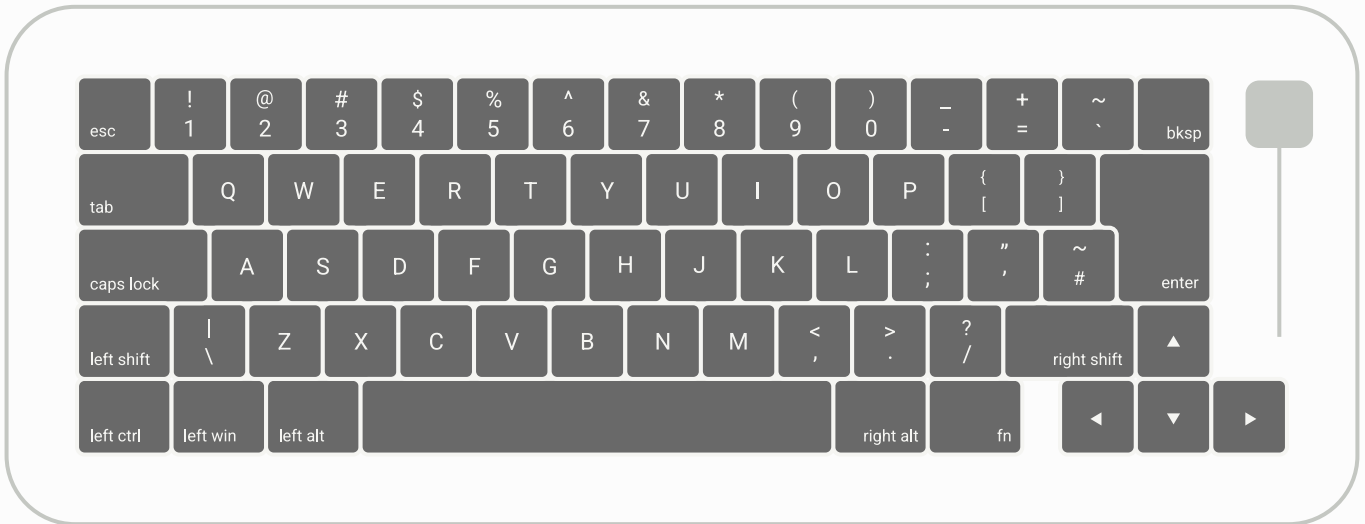 ! @ # $ % ^ & * ( ) _ + ~
esc 1 2 3 4 5 6 7 8 9 0 - = ` bksp
{ }
tab Q W E R T Y U I O P [ ]
: ” ~
caps lock A S D F G H J K L ; ' # enter
| < > ?
left shift \ Z X C V B N M , . / right shift ▲
left ctrl left win left alt right alt fn ◀ ▼ ▶